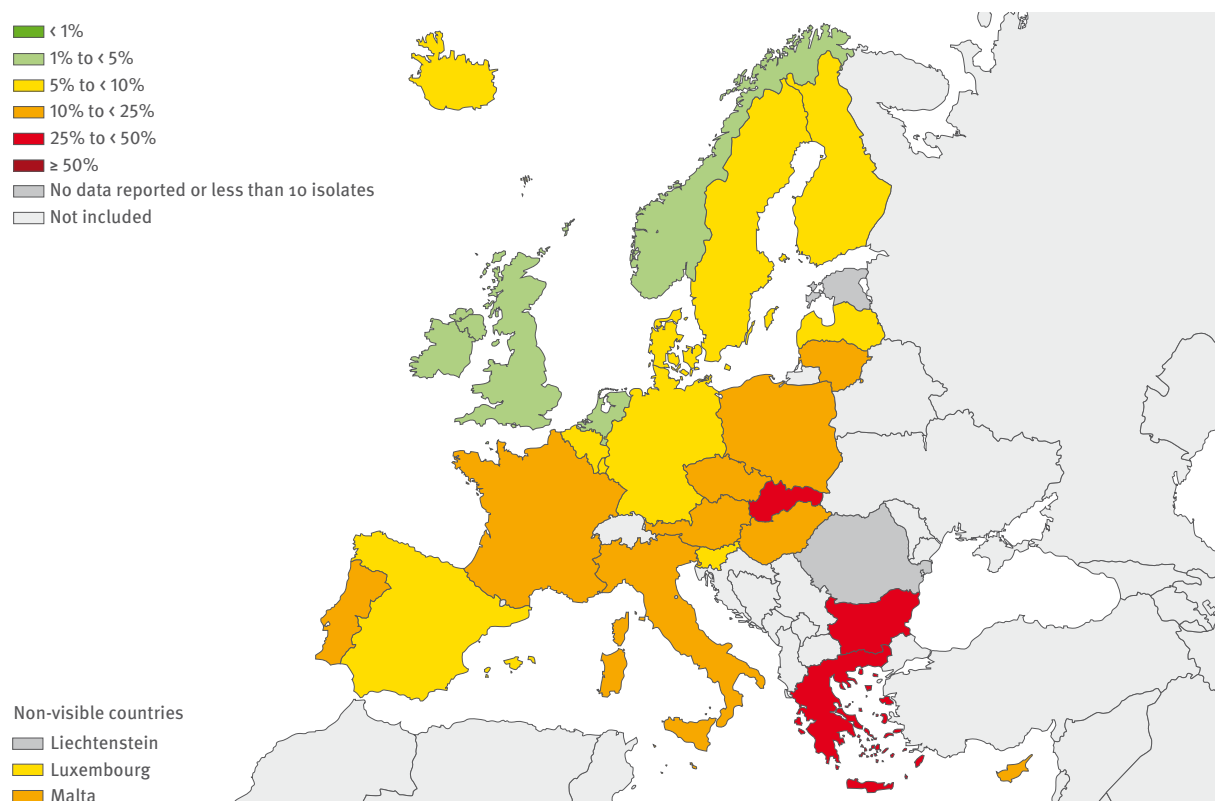 < 1%
1% to < 5%
5% to < 10%
10% to < 25%
25% to < 50%
≥ 50%
No data reported or less than 10 isolates
Not included
Non-visible countries
Liechtenstein
Luxembourg
Malta